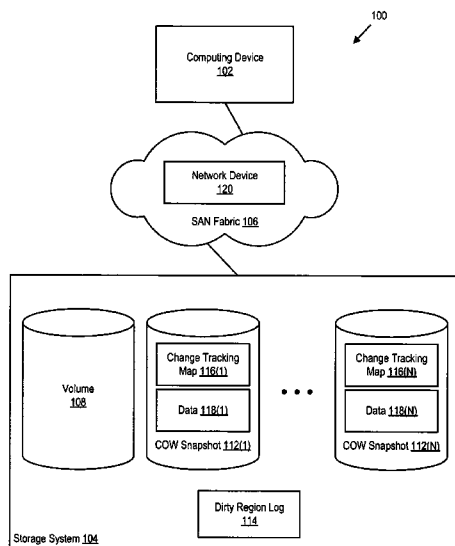 100
Computing Device
102
Network Device
120
SAN Fabric 106
Volume
108
Change Tracking
Map 116(1)
Data 118(1)
COW Snapshot 112(1)
Change Tracking
Map 116(N)
Data 118(N)
COW Snapshot 112(N)
Dirty Region Log
114
Storage System 104